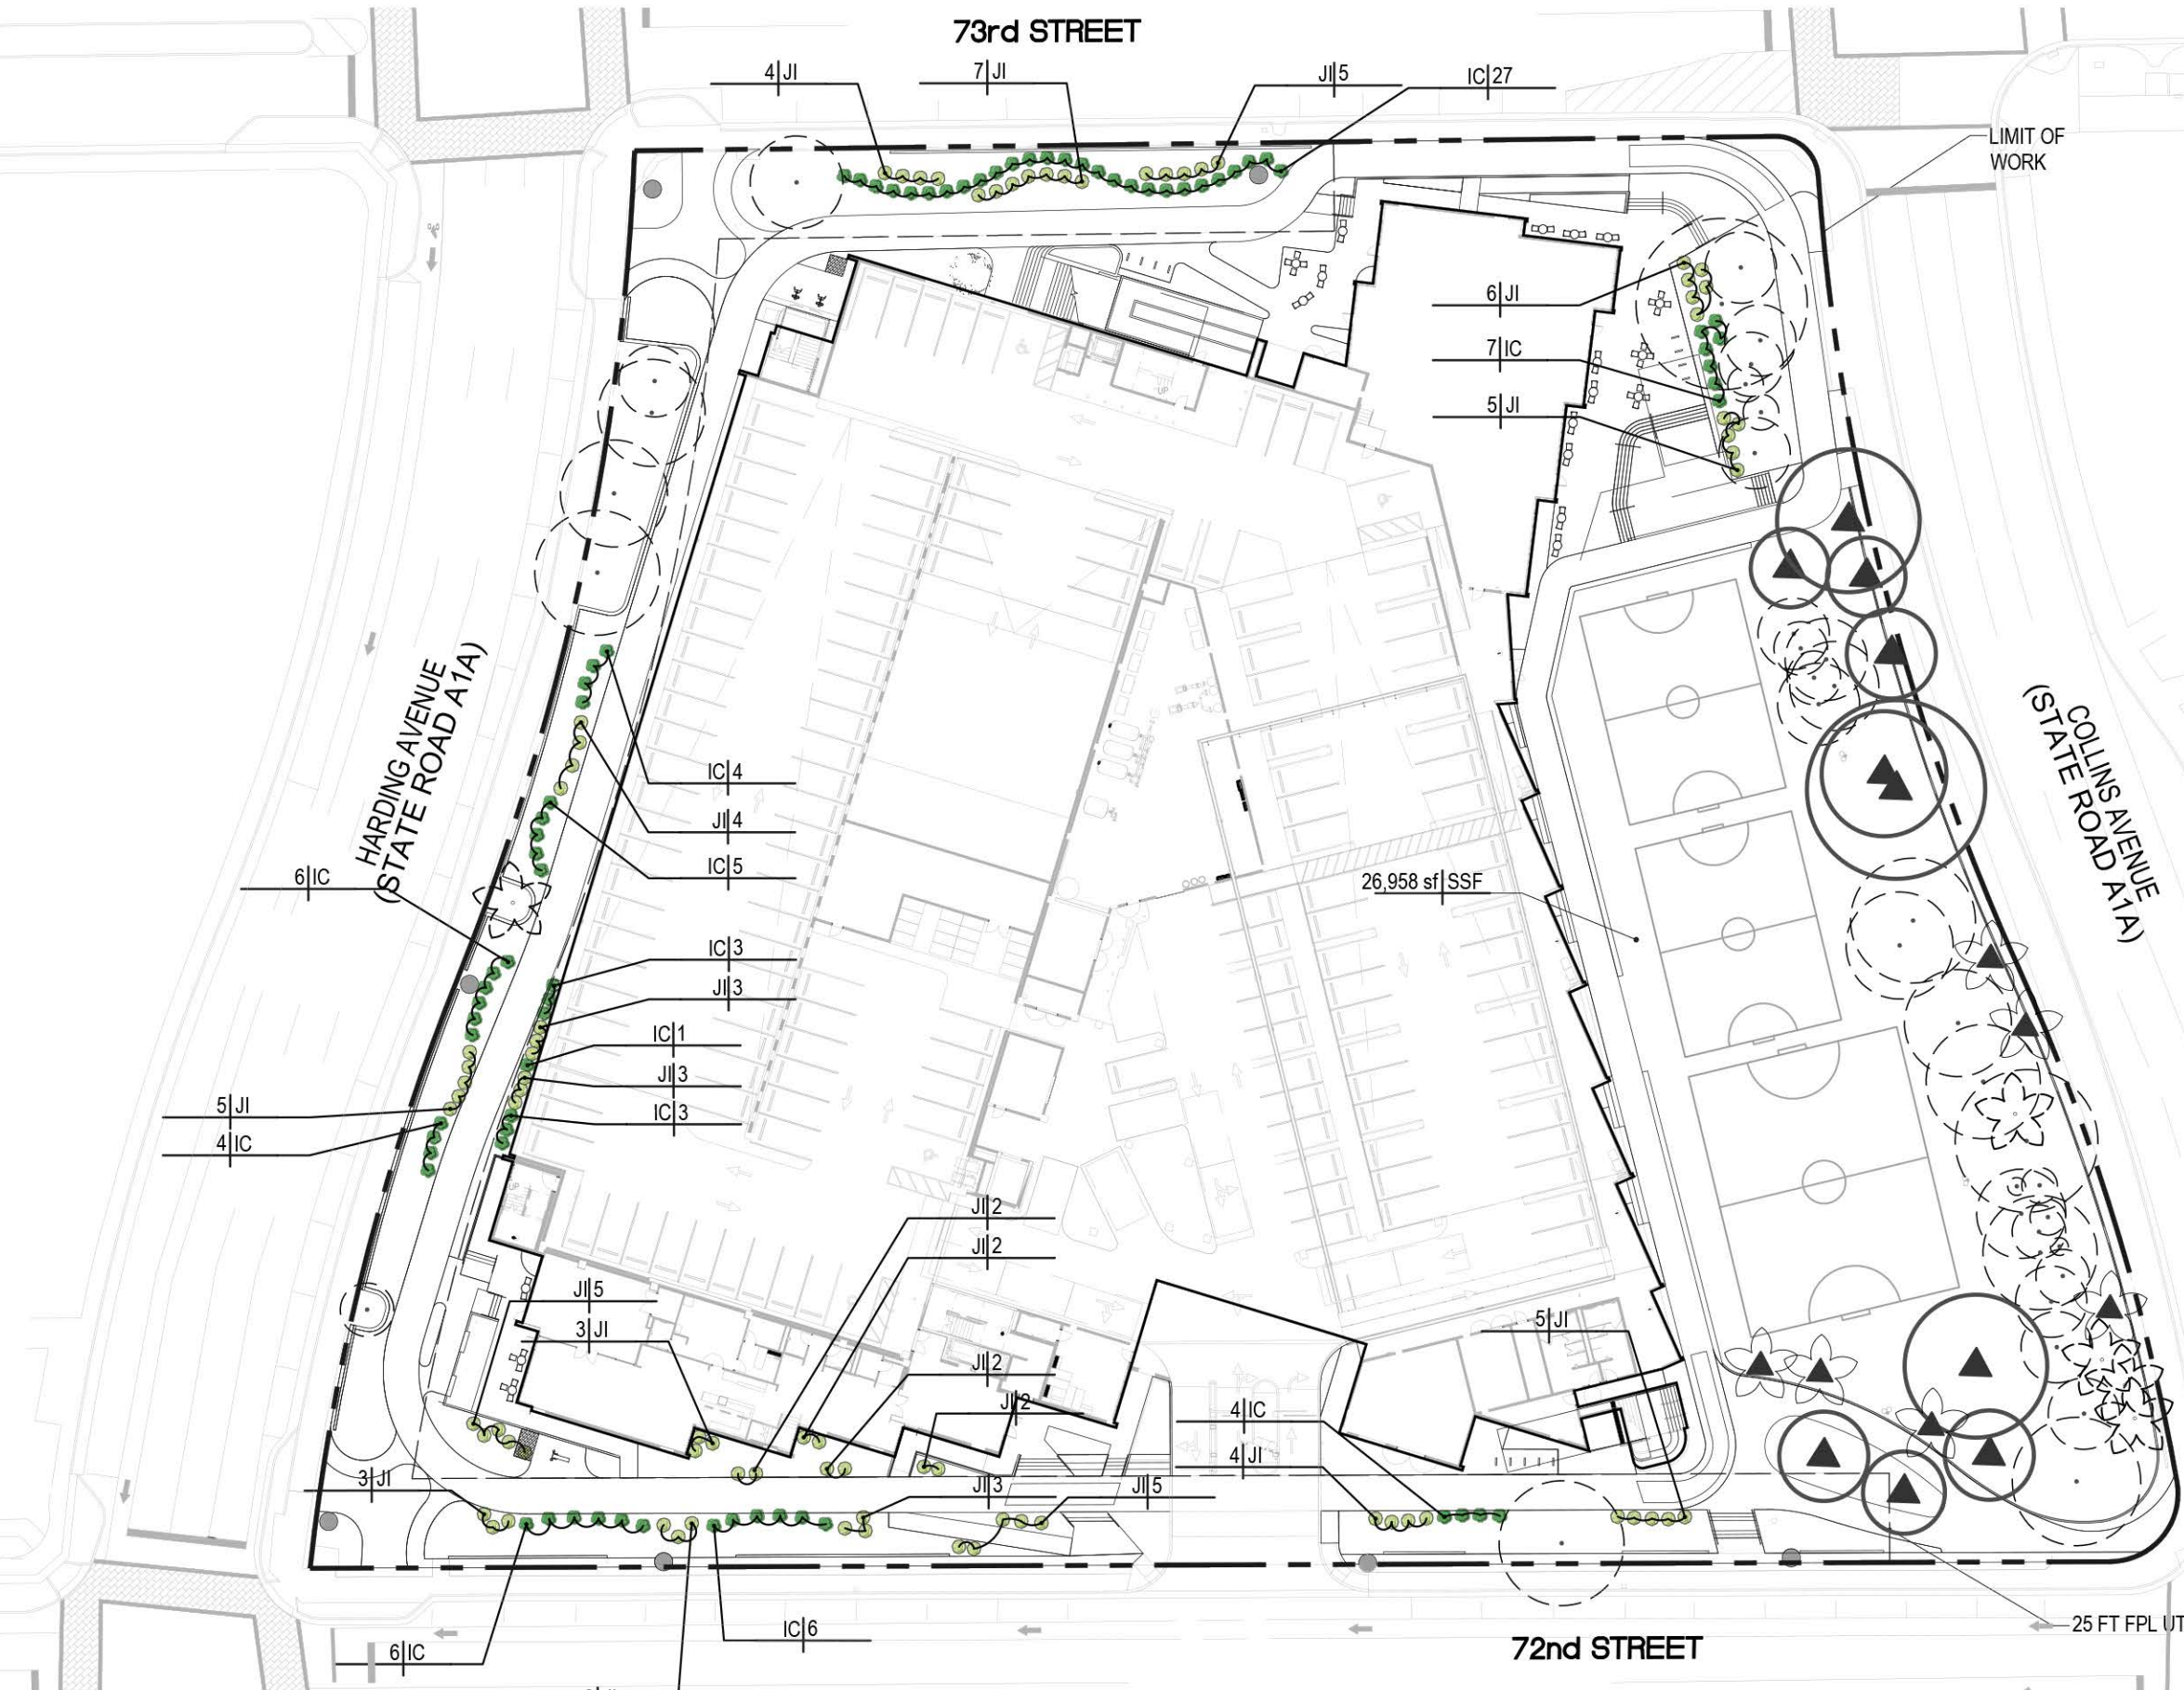 73rd STREET
4 JI
7 JI
JI 5
IC 27
LIMIT OF
WORK
6 JI
7 IC
5 JI
HARDING AVENUE
(STATE ROAD A1A)
COLLINS AVENUE
(STATE ROAD A1A)
IC 4
JI 4
IC 5
6 IC
26,958 sf SSF
IC 3
JI 3
IC 1
JI 3
IC 3
5 JI
4 IC
UP
UP
JI 2
JI 2
JI 5
3 JI
5 JI
JI 2
JI 2
4 IC
4 JI
3 JI
JI 3
JI 5
IC 6
6 IC
72nd STREET
25 FT FPL UT